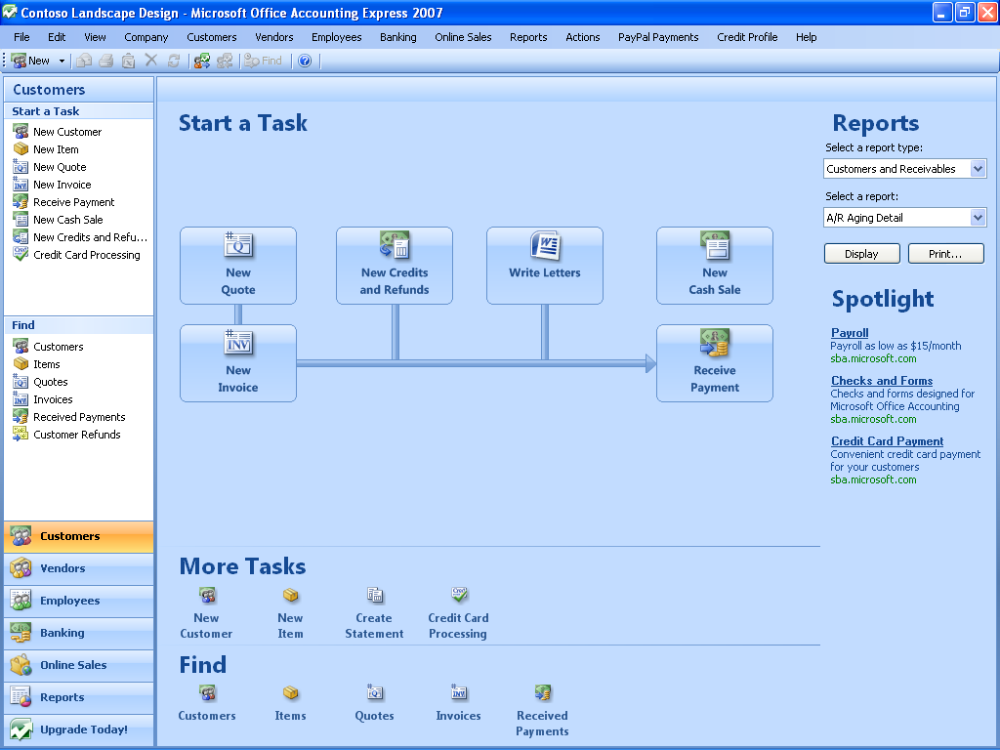 Contoso Landscape Design - Microsoft Office Accounting Express 2007
File Edit View Company Customers Vendors Employees Banking Online Sales Reports Actions PayPal Payments Credit Profile Help
New Find
Customers
Start a Task
New Customer
New Item
New Quote
New Invoice
Receive Payment
New Cash Sale
New Credits and Refu...
Credit Card Processing
Find
Customers
Items
Quotes
Invoices
Received Payments
Customer Refunds
Customers
Vendors
Employees
Banking
Online Sales
Reports
Upgrade Today!
Start a Task
New
Quote
New Credits
and Refunds
Write Letters
New
Cash Sale
New
Invoice
Receive
Payment
More Tasks
New
Customer
New
Item
Create
Statement
Credit Card
Processing
Find
Customers
Items
Quotes
Invoices
Received
Payments
Reports
Select a report type:
Customers and Receivables
Select a report:
A/R Aging Detail
Display Print...
Spotlight
Payroll
Payroll as low as $15/month
sba.microsoft.com
Checks and Forms
Checks and forms designed for
Microsoft Office Accounting
sba.microsoft.com
Credit Card Payment
Convenient credit card payment
for your customers
sba.microsoft.com